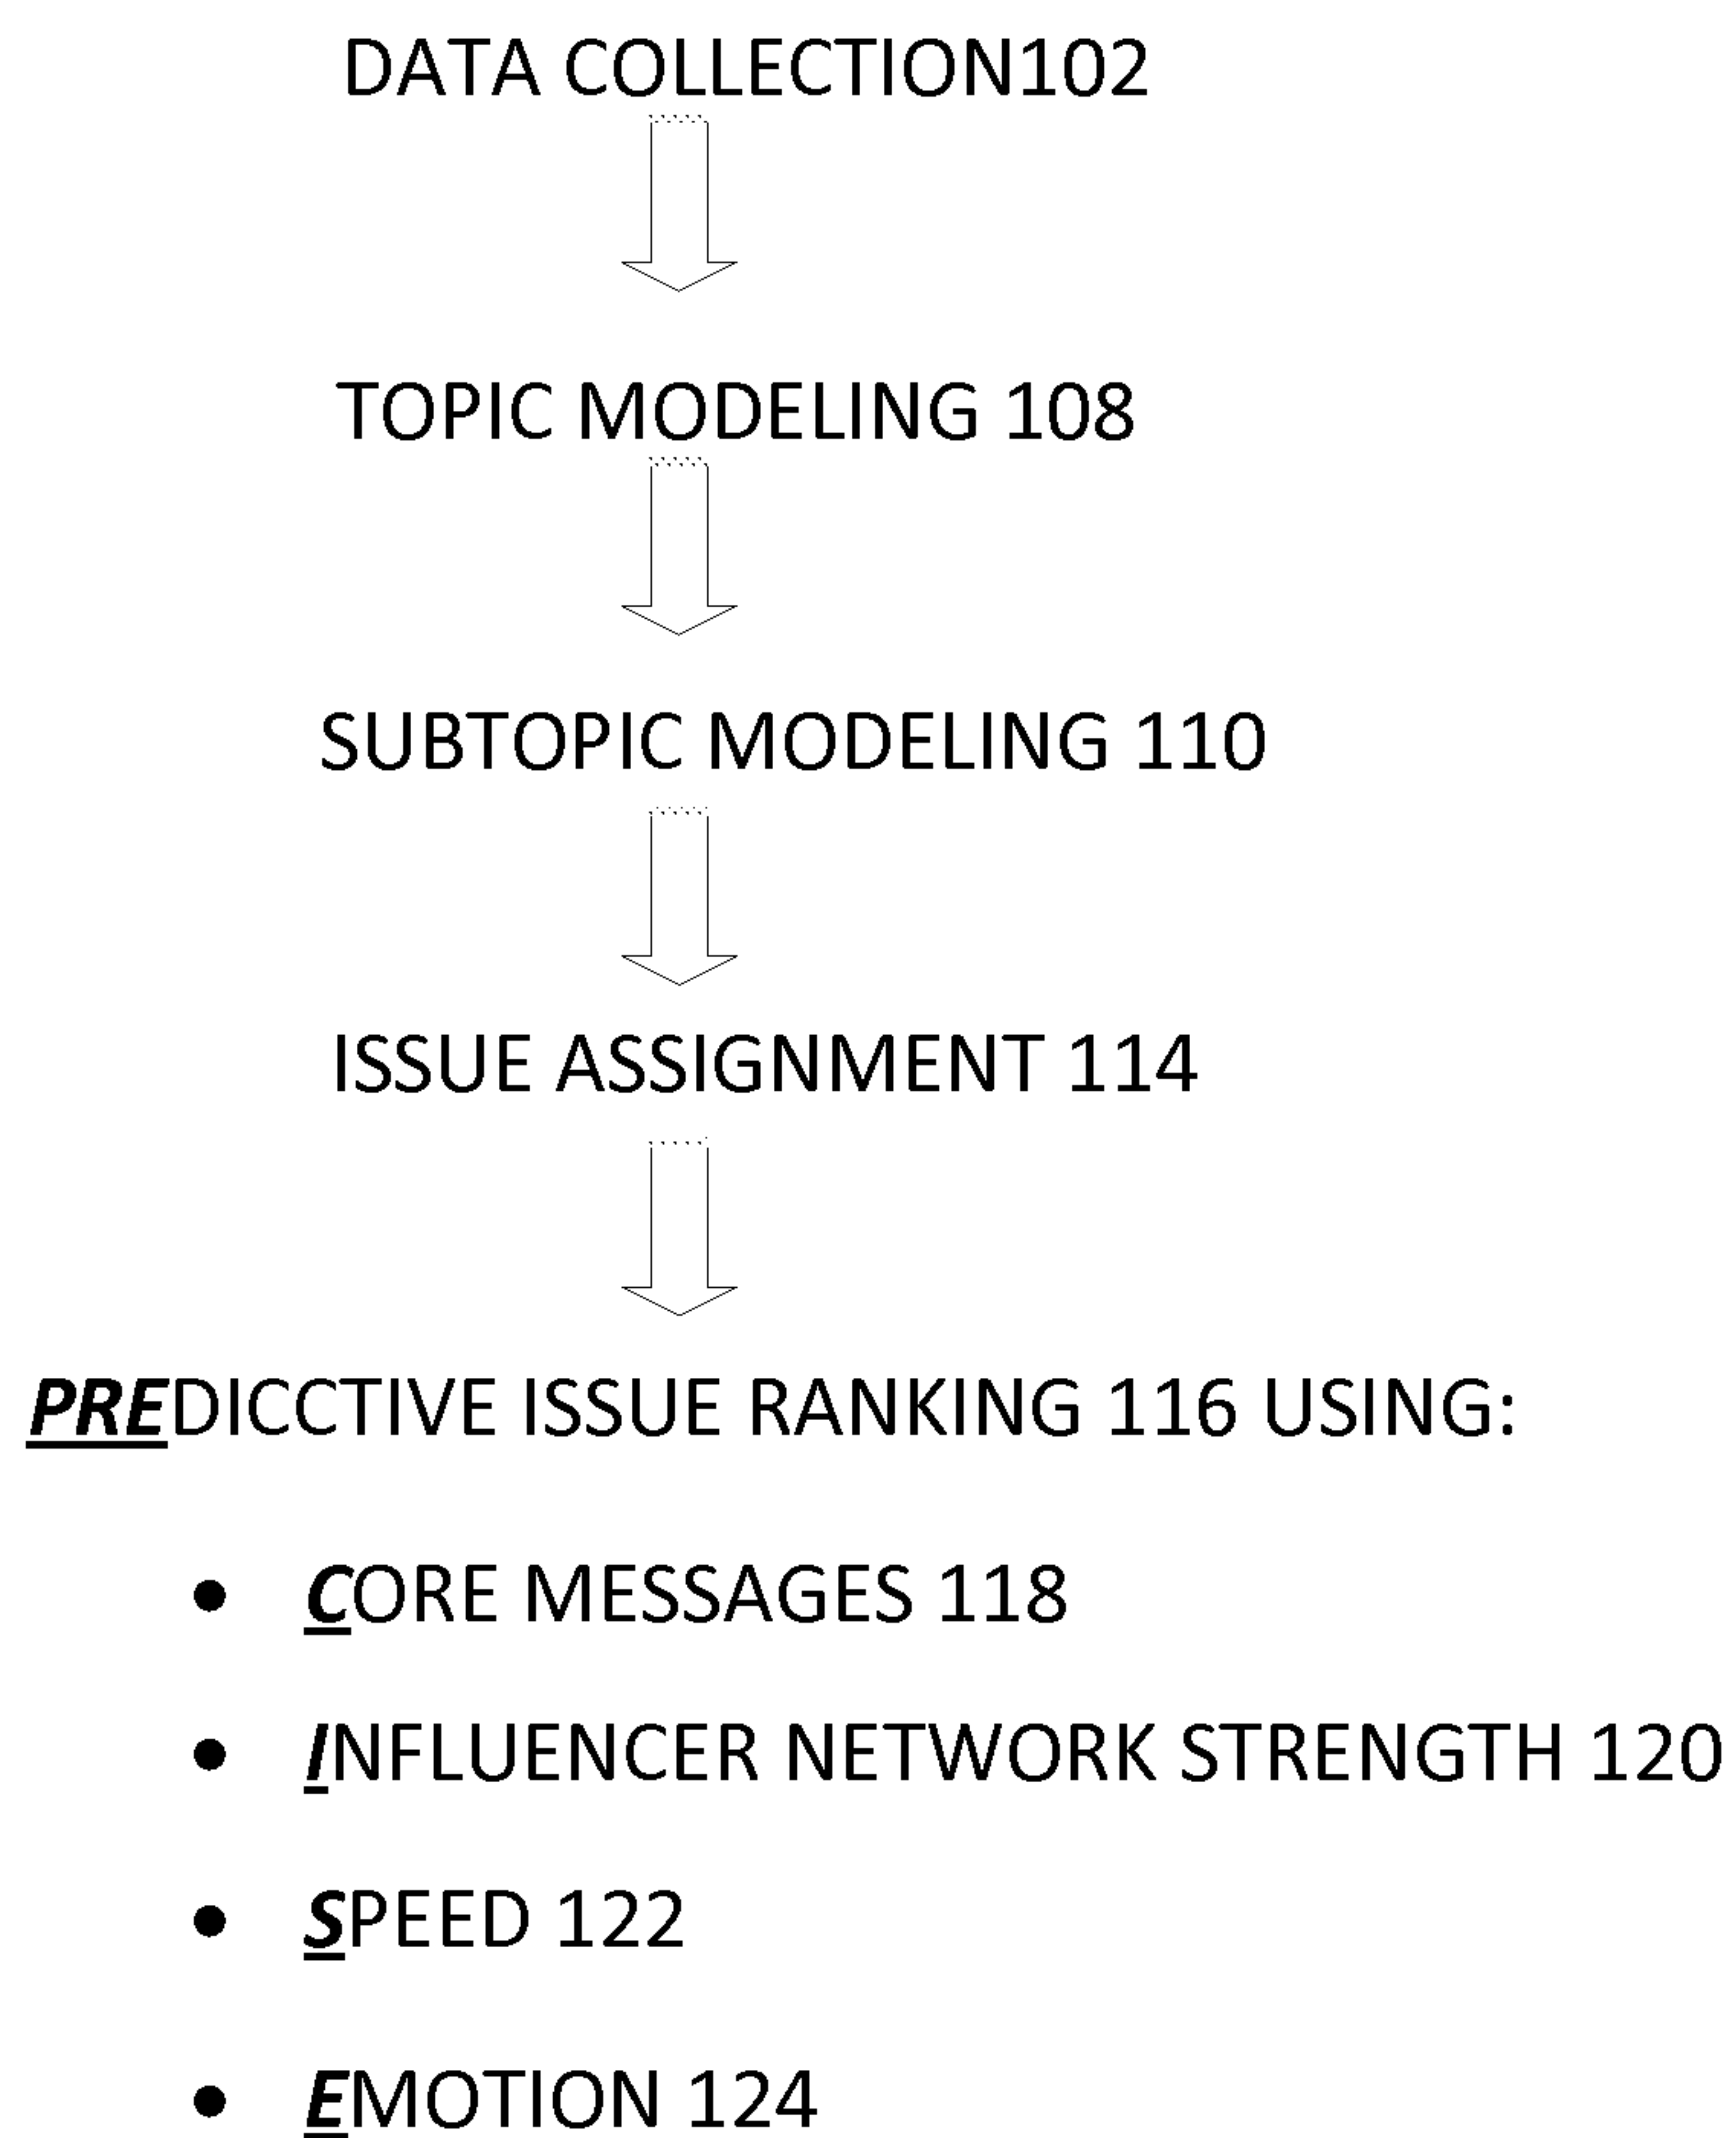 DATA COLLECTION102
TOPIC MODELING 108
SUBTOPIC MODELING 110
ISSUE ASSIGNMENT 114
PREDICCTIVE ISSUE RANKING 116 USING:
• CORE MESSAGES 118
• INFLUENCER NETWORK STRENGTH 120
• SPEED 122
• EMOTION 124